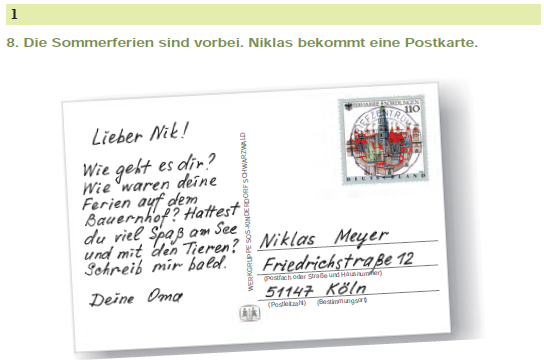 1
8. Die Sommerferien sind vorbei. Niklas bekommt eine Postkarte.
Lieber Nik!
Wie geht es dir?
Wie waren deine
Ferien auf dem
Bauernhof? Hattest
du viel Spaß am See
und mit den Tieren?
Schreib mir bald.
Deine Oma
WERKGRUPPE SOS-KINDERDORF SCHWARZWALD
NÖRDLINGEN
110
BRIEFZENTRUM
DEUTSCHLAND
Niklas Meyer
Friedrichstraße 12
(Postfach oder Straße und Hausnummer)
51147 Köln
(Postleitzahl) (Bestimmungsort)